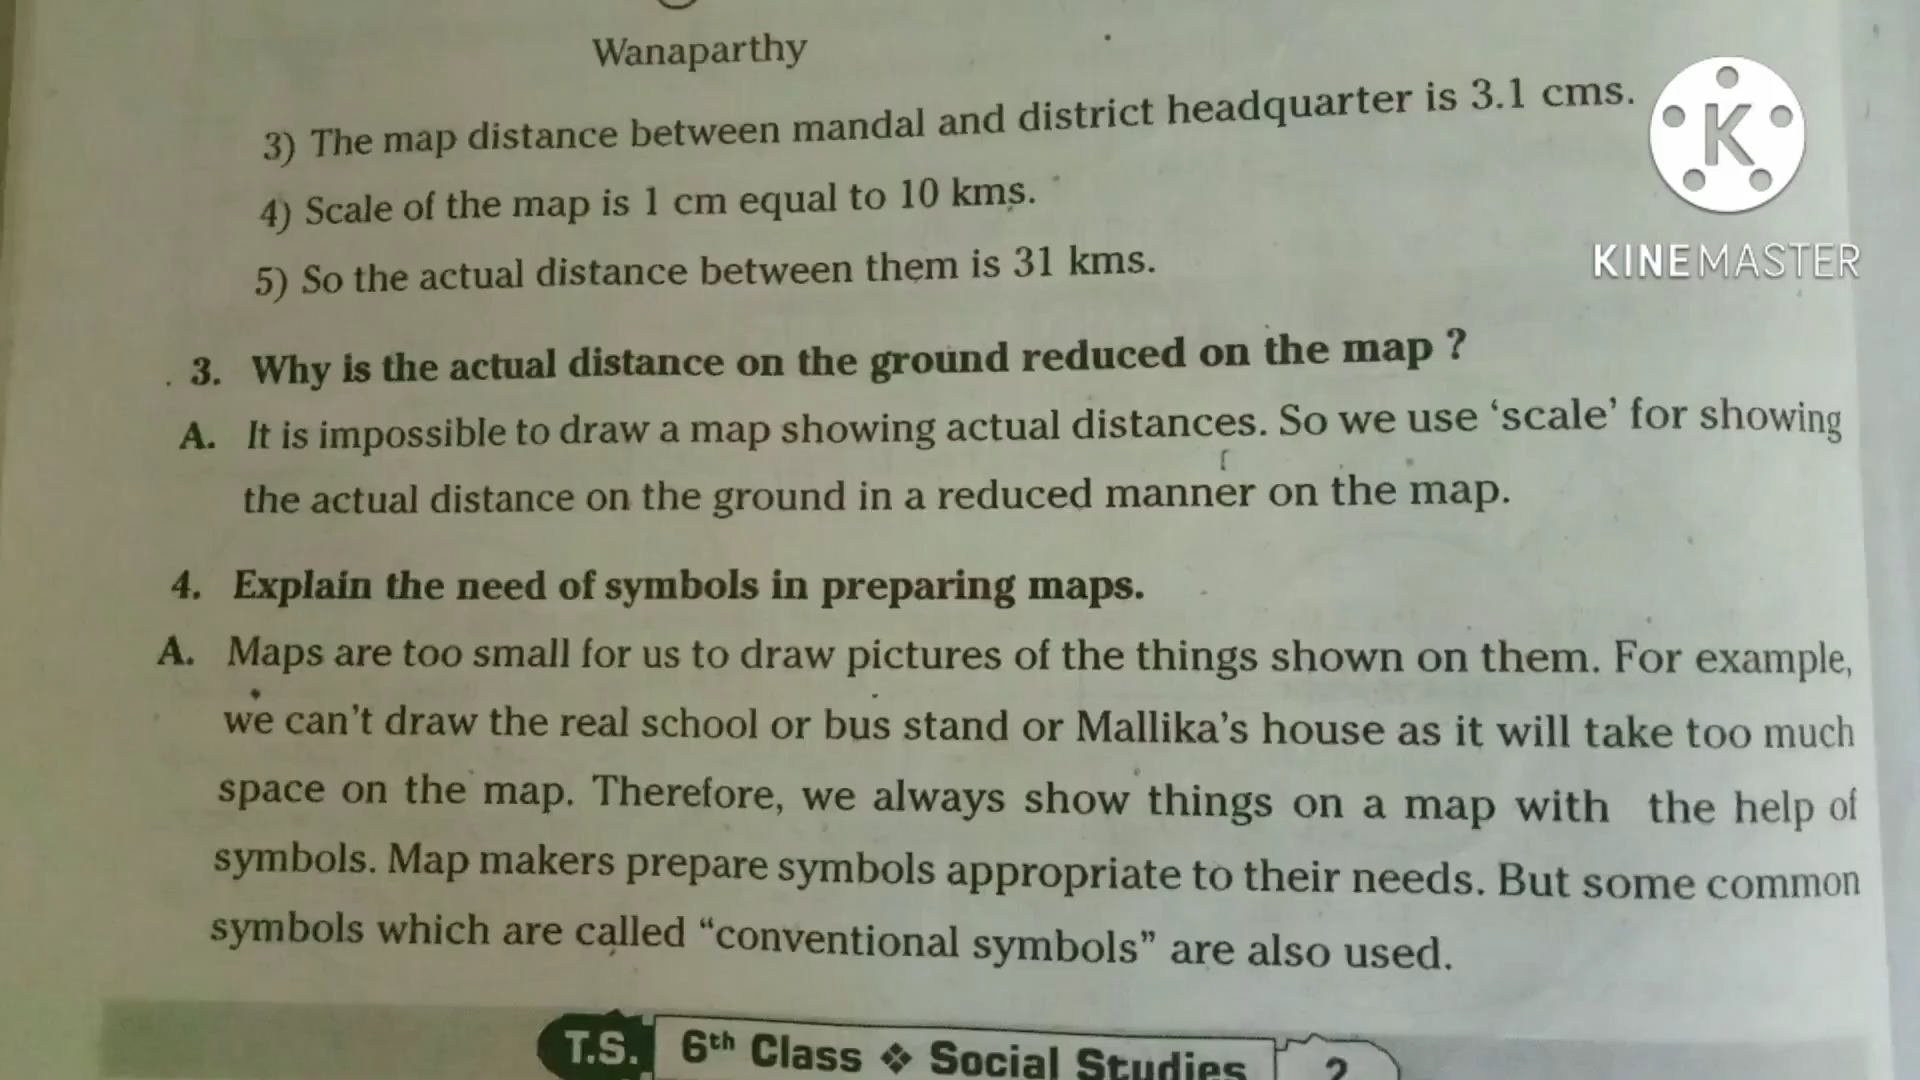 Wanaparthy
3) The map distance between mandal and district headquarter is 3.1 cms.
4) Scale of the map is 1 cm equal to 10 kms.
5) So the actual distance between them is 31 kms.
K
KINEMASTER
3. Why is the actual distance on the ground reduced on the map ?
A. It is impossible to draw a map showing actual distances. So we use ‘scale’ for showing
the actual distance on the ground in a reduced manner on the map.
4. Explain the need of symbols in preparing maps.
A. Maps are too small for us to draw pictures of the things shown on them. For example,
we can’t draw the real school or bus stand or Mallika’s house as it will take too much
space on the map. Therefore, we always show things on a map with the help of
symbols. Map makers prepare symbols appropriate to their needs. But some common
symbols which are called “conventional symbols” are also used.
T.S. 6th Class ❖ Social Studies 2